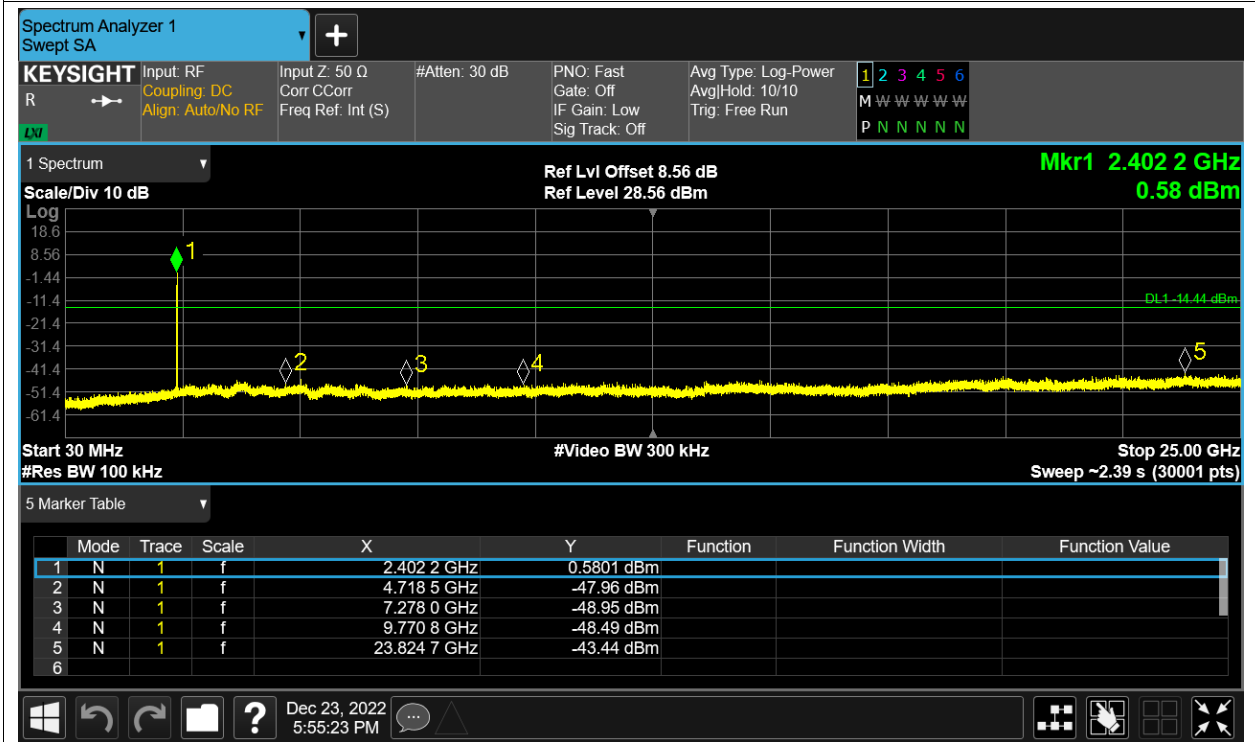 Spectrum Analyzer 1
Swept SA
+
KEYSIGHT Input: RF Input Z: 50 Ω #Atten: 30 dB PNO: Fast Avg Type: Log-Power 1 2 3 4 5 6
R Coupling: DC Corr CCorr Gate: Off Avg|Hold: 10/10 M W W W W W
Align: Auto/No RF Freq Ref: Int (S) IF Gain: Low Trig: Free Run
LXI Sig Track: Off P N N N N N
1 Spectrum Ref Lvl Offset 8.56 dB Mkr1 2.402 2 GHz
Scale/Div 10 dB Ref Level 28.56 dBm 0.58 dBm
Log
18.6
8.56 1
-1.44
-11.4 DL1 -14.44 dBm
-21.4
-31.4
-41.4 2 3 4 5
-51.4
-61.4
Start 30 MHz #Video BW 300 kHz Stop 25.00 GHz
#Res BW 100 kHz Sweep ~2.39 s (30001 pts)
5 Marker Table
Mode Trace Scale X Y Function Function Width Function Value
1 N 1 f 2.402 2 GHz 0.5801 dBm
2 N 1 f 4.718 5 GHz -47.96 dBm
3 N 1 f 7.278 0 GHz -48.95 dBm
4 N 1 f 9.770 8 GHz -48.49 dBm
5 N 1 f 23.824 7 GHz -43.44 dBm
6
? Dec 23, 2022
5:55:23 PM